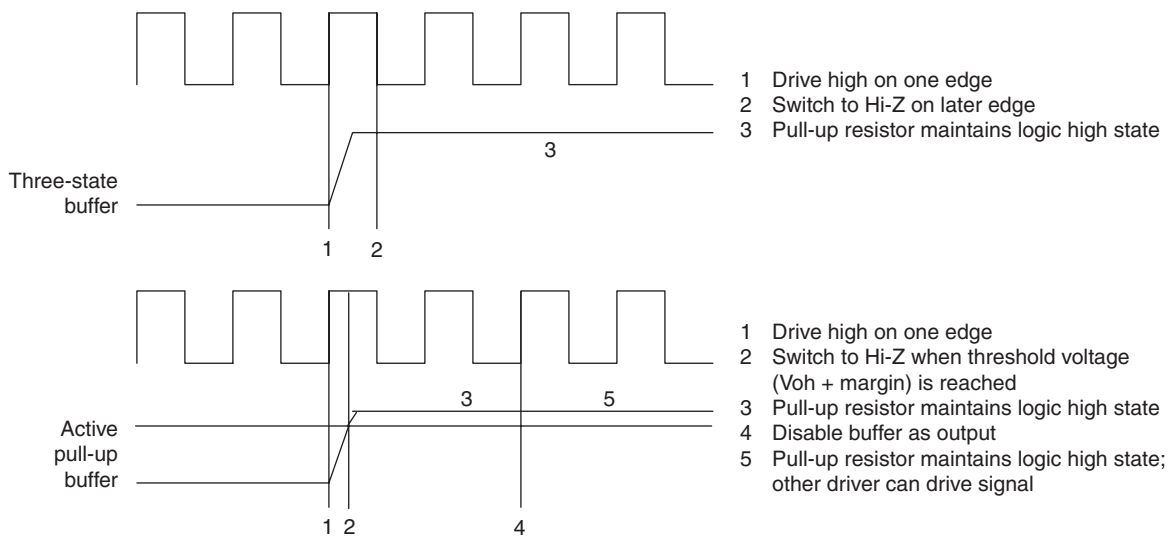 1 Drive high on one edge
2 Switch to Hi-Z on later edge
3 Pull-up resistor maintains logic high state
3
Three-state
buffer
1 2
1 Drive high on one edge
2 Switch to Hi-Z when threshold voltage
(Voh + margin) is reached
3 Pull-up resistor maintains logic high state
4 Disable buffer as output
5 Pull-up resistor maintains logic high state;
other driver can drive signal
3 5
Active
pull-up
buffer
1 2 4